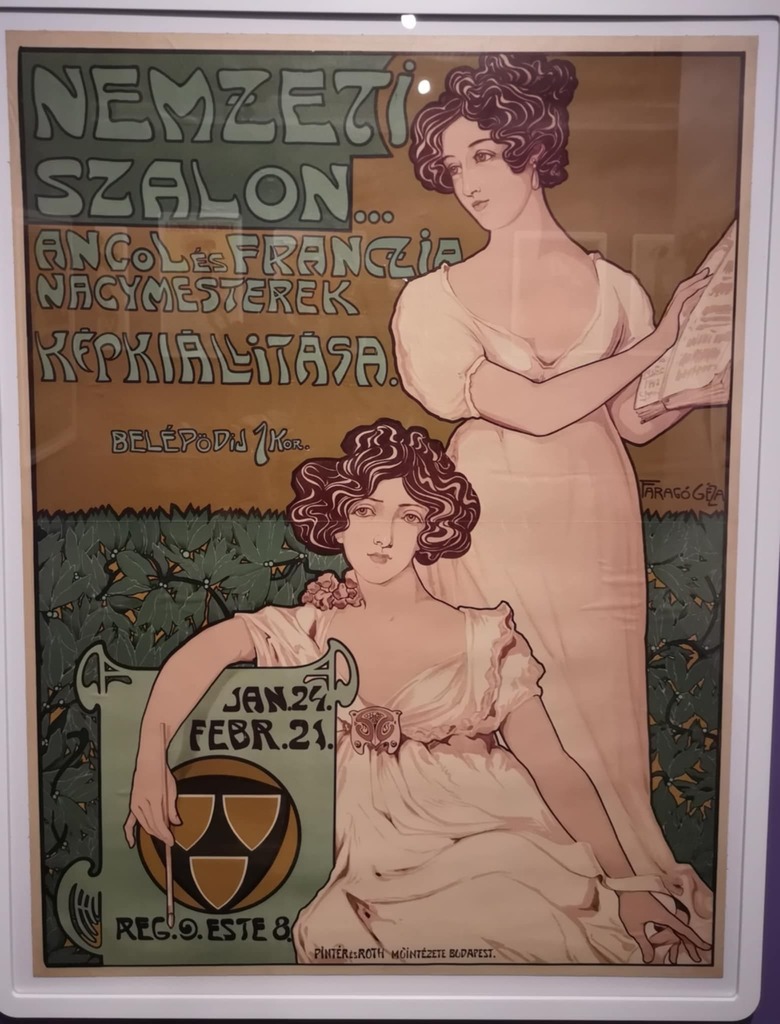 NEMZETI
SZALON...
ANGOL ÉS FRANCZIA
NAGYMESTEREK
KÉPKIÁLLITÁSA.
BELÉPŐDIJ 1 KOR.
FARAGÓ GÉZA
JAN. 24.
FEBR. 21.
REG. 9. ESTE 8.
PINTÉR ÉS ROTH MŰINTÉZETE BUDAPEST.